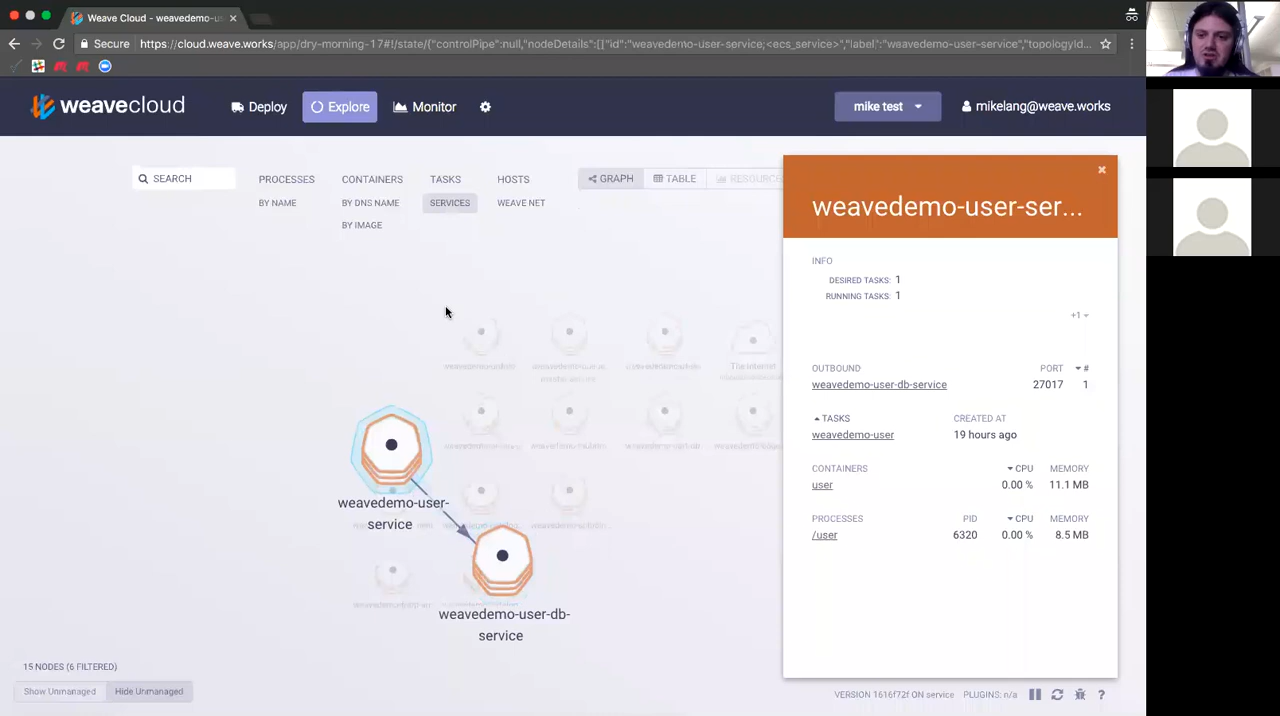 Weave Cloud - weavedemo-us
Secure https://cloud.weave.works/app/dry-morning-17#!/state/{"controlPipe":null,"nodeDetails":[{"id":"weavedemo-user-service;<ecs_service>","label":"weavedemo-user-service","topologyId...
weavecloud
Deploy
Explore
Monitor
mike test
mikelang@weave.works
SEARCH
PROCESSES
CONTAINERS
TASKS
HOSTS
BY NAME
BY DNS NAME
SERVICES
WEAVE NET
BY IMAGE
GRAPH
TABLE
RESOURCE
The Internet
weavedemo-user-
service
weavedemo-user-db-
service
weavedemo-user-ser...
INFO
DESIRED TASKS: 1
RUNNING TASKS: 1
+1
OUTBOUND PORT #
weavedemo-user-db-service 27017 1
TASKS CREATED AT
weavedemo-user 19 hours ago
CONTAINERS CPU MEMORY
user 0.00 % 11.1 MB
PROCESSES PID CPU MEMORY
/user 6320 0.00 % 8.5 MB
15 NODES (6 FILTERED)
Show Unmanaged
Hide Unmanaged
VERSION 1616f72f ON service PLUGINS: n/a
?